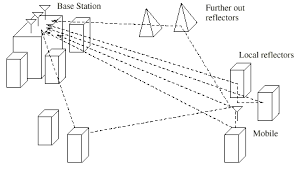 Base Station
Further out
reflectors
Local reflectors
Mobile